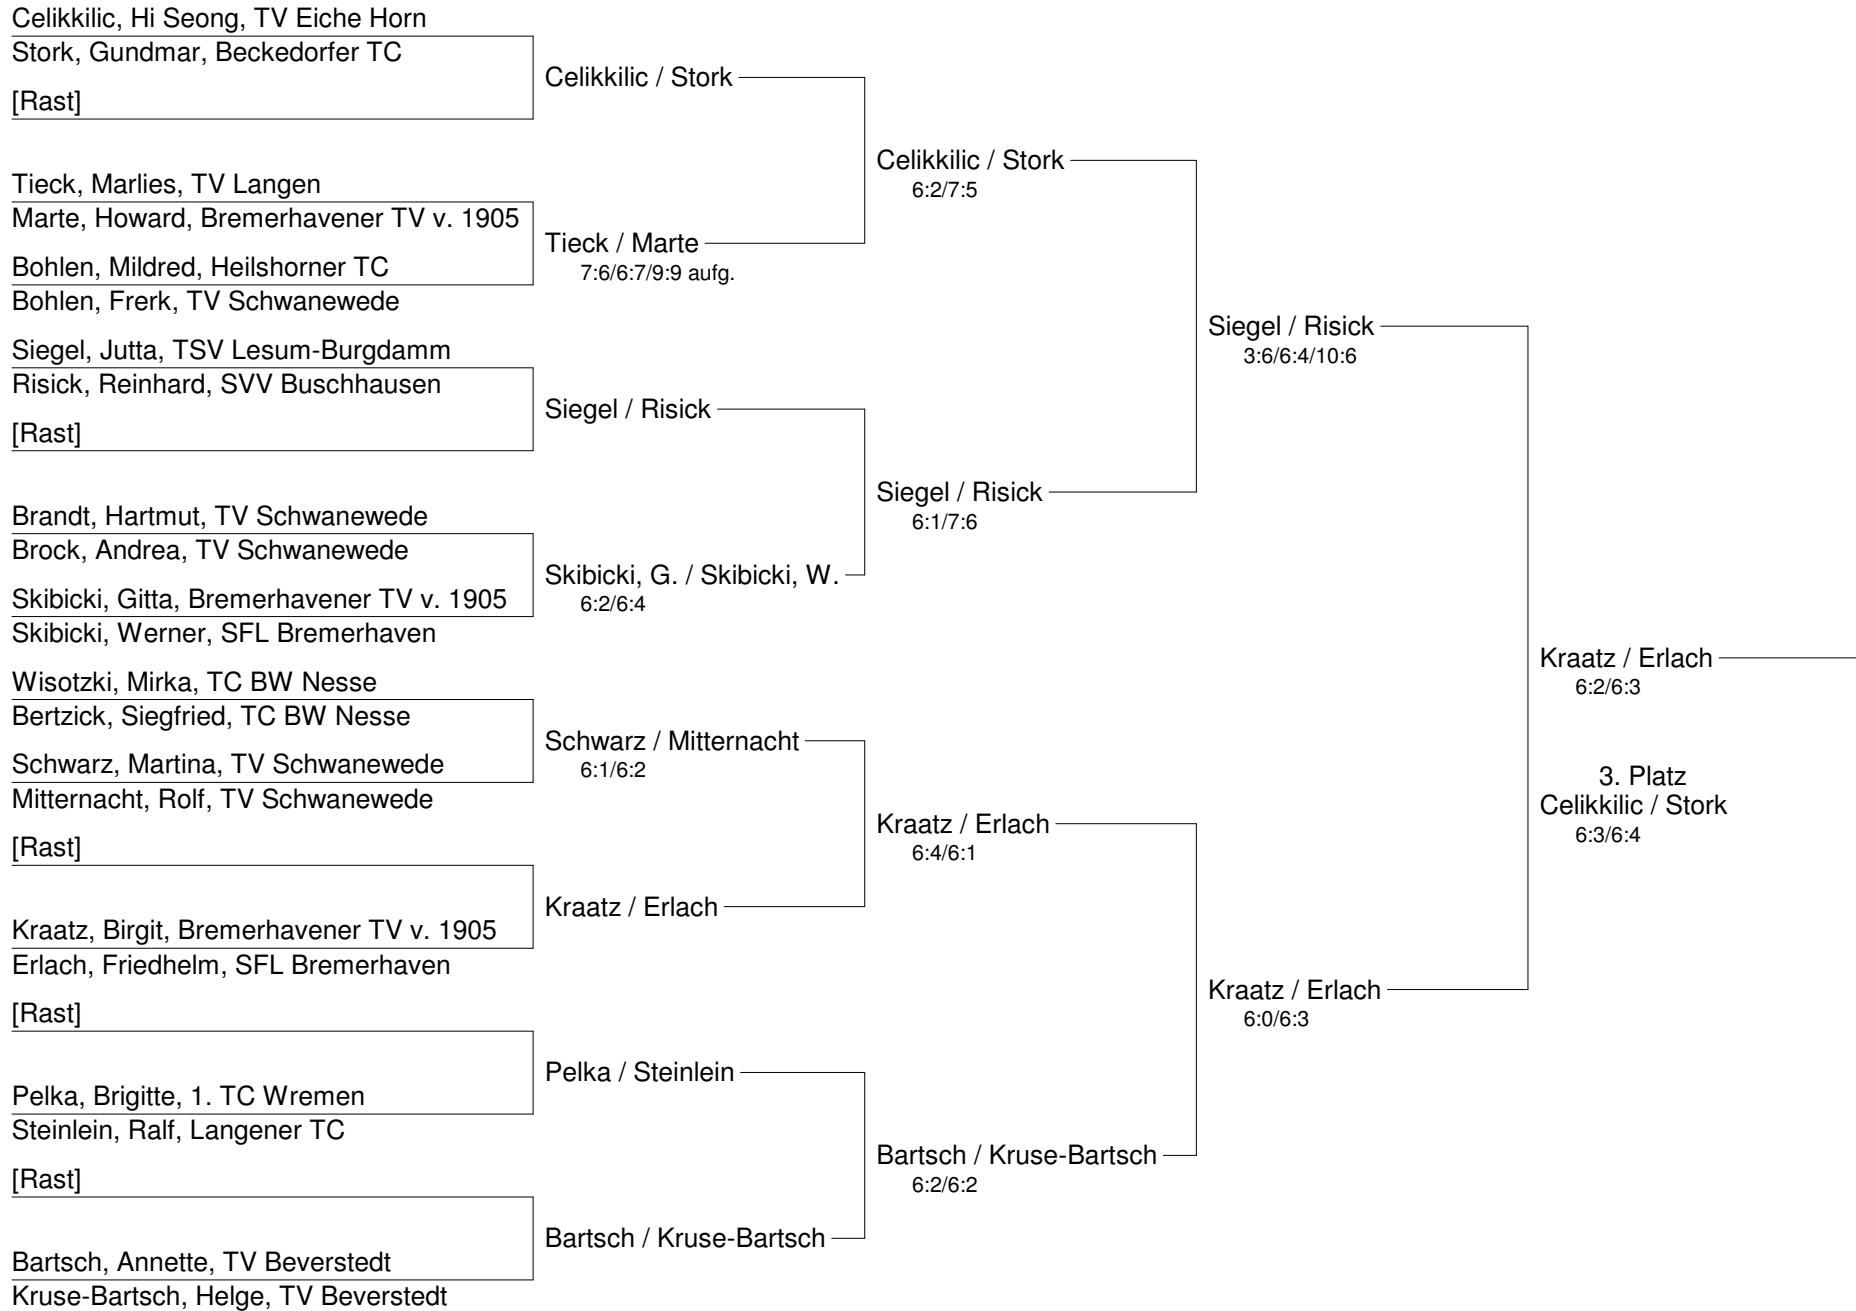 Celikkilic, Hi Seong, TV Eiche Horn
Stork, Gundmar, Beckedorfer TC
[Rast]
Tieck, Marlies, TV Langen
Marte, Howard, Bremerhavener TV v. 1905
Bohlen, Mildred, Heilshorner TC
Bohlen, Frerk, TV Schwanewede
Siegel, Jutta, TSV Lesum-Burgdamm
Risick, Reinhard, SVV Buschhausen
[Rast]
Brandt, Hartmut, TV Schwanewede
Brock, Andrea, TV Schwanewede
Skibicki, Gitta, Bremerhavener TV v. 1905
Skibicki, Werner, SFL Bremerhaven
Wisotzki, Mirka, TC BW Nesse
Bertzick, Siegfried, TC BW Nesse
Schwarz, Martina, TV Schwanewede
Mitternacht, Rolf, TV Schwanewede
[Rast]
Kraatz, Birgit, Bremerhavener TV v. 1905
Erlach, Friedhelm, SFL Bremerhaven
[Rast]
Pelka, Brigitte, 1. TC Wremen
Steinlein, Ralf, Langener TC
[Rast]
Bartsch, Annette, TV Beverstedt
Kruse-Bartsch, Helge, TV Beverstedt
Celikkilic / Stork
Tieck / Marte
7:6/6:7/9:9 aufg.
Siegel / Risick
Skibicki, G. / Skibicki, W.
6:2/6:4
Schwarz / Mitternacht
6:1/6:2
Kraatz / Erlach
Pelka / Steinlein
Bartsch / Kruse-Bartsch
Celikkilic / Stork
6:2/7:5
Siegel / Risick
6:1/7:6
Kraatz / Erlach
6:4/6:1
Bartsch / Kruse-Bartsch
6:2/6:2
Siegel / Risick
3:6/6:4/10:6
Kraatz / Erlach
6:0/6:3
Kraatz / Erlach
6:2/6:3
3. Platz
Celikkilic / Stork
6:3/6:4